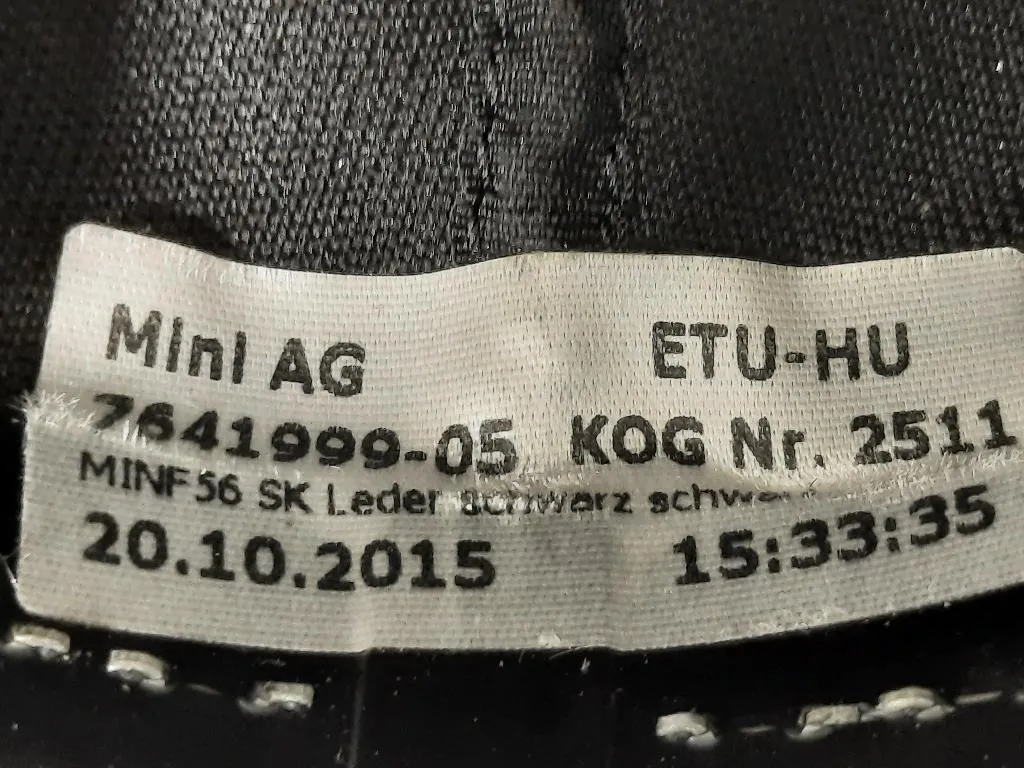 Mini AG ETU-HU
7641999-05 KOG Nr. 2511
MINF56 SK Leder schwarz
20.10.2015 15:33:35